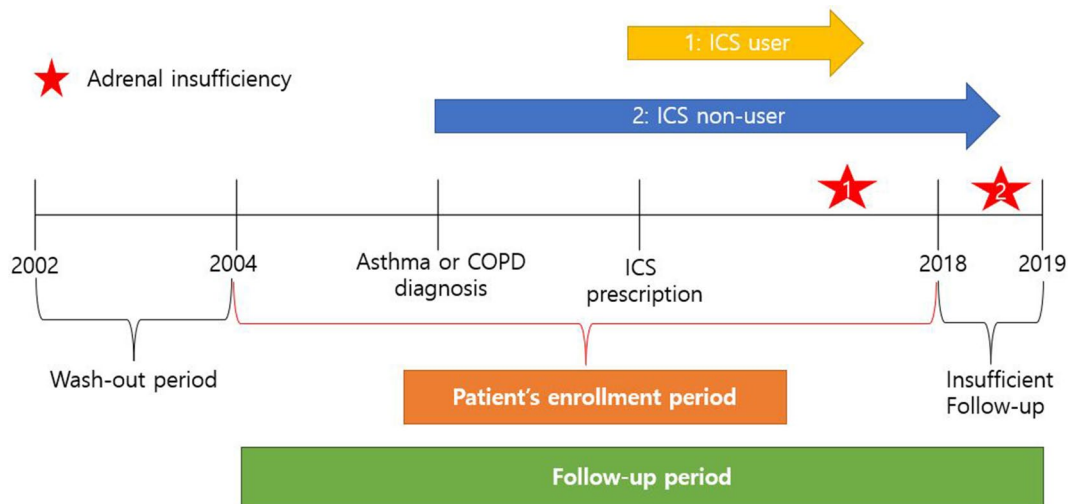 1: ICS user
Adrenal insufficiency
2: ICS non-user
1
2
2002
2004
Asthma or COPD
diagnosis
ICS
prescription
2018
2019
Wash-out period
Patient's enrollment period
Insufficient
Follow-up
Follow-up period